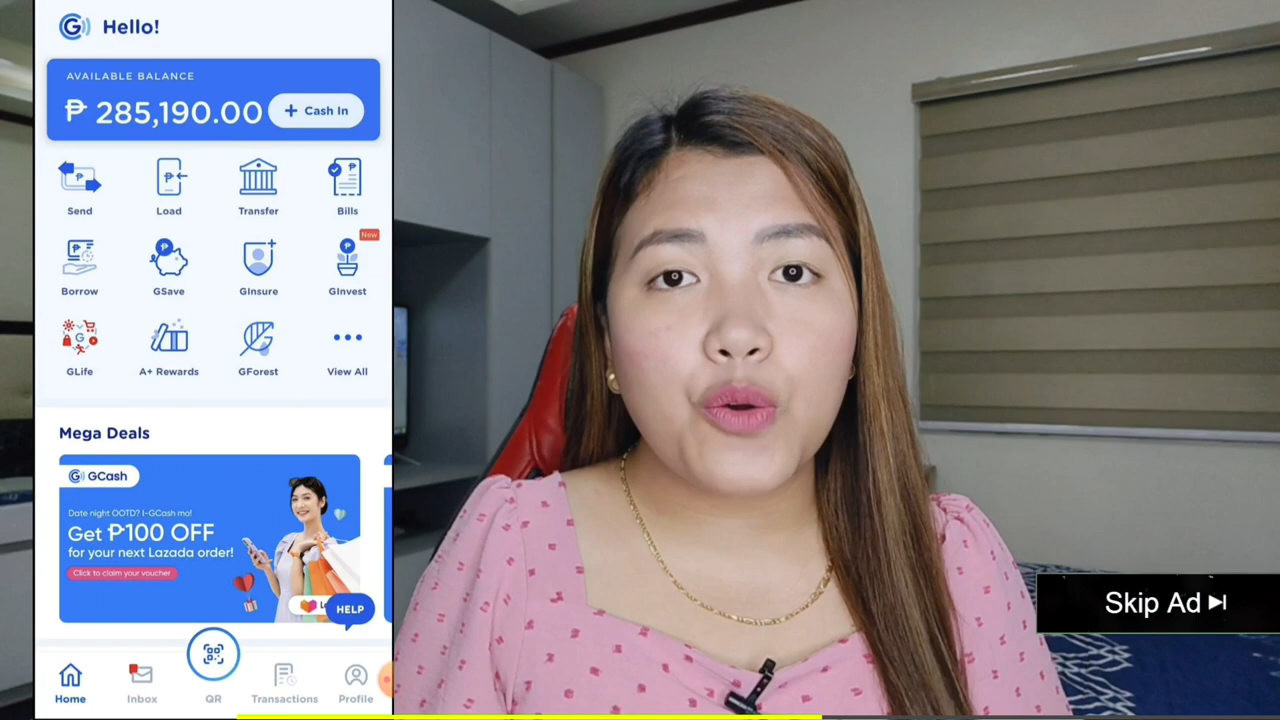 Hello!
AVAILABLE BALANCE
₱ 285,190.00
+ Cash In
Send
Load
Transfer
Bills
New
Borrow
GSave
GInsure
GInvest
GLife
A+ Rewards
GForest
View All
Mega Deals
GCash
Date night OOTD? I-GCash mo!
Get ₱100 OFF
for your next Lazada order!
Click to claim your voucher
HELP
Home
Inbox
QR
Transactions
Profile
Skip Ad